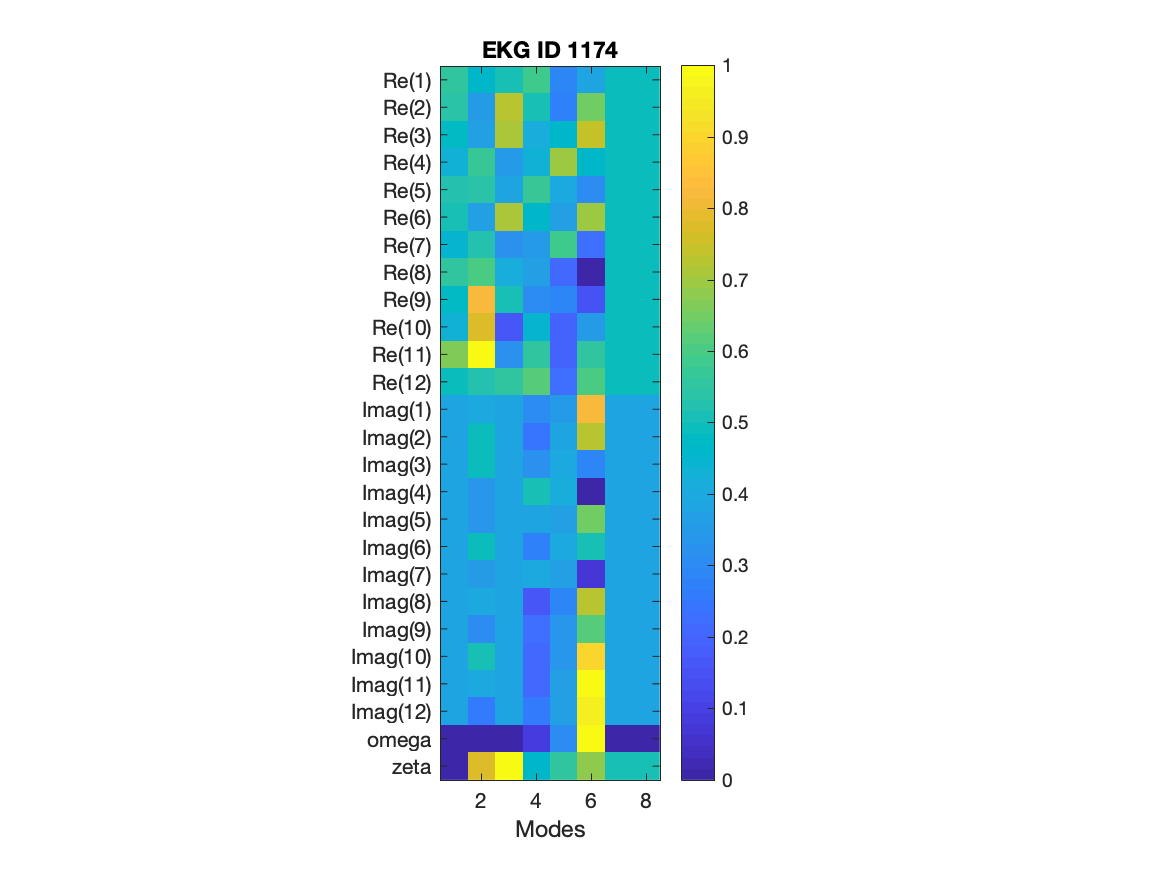 EKG ID 1174
Re(1)
Re(2)
Re(3)
Re(4)
Re(5)
Re(6)
Re(7)
Re(8)
Re(9)
Re(10)
Re(11)
Re(12)
Imag(1)
Imag(2)
Imag(3)
Imag(4)
Imag(5)
Imag(6)
Imag(7)
Imag(8)
Imag(9)
Imag(10)
Imag(11)
Imag(12)
omega
zeta
2 4 6 8
Modes
1
0.9
0.8
0.7
0.6
0.5
0.4
0.3
0.2
0.1
0